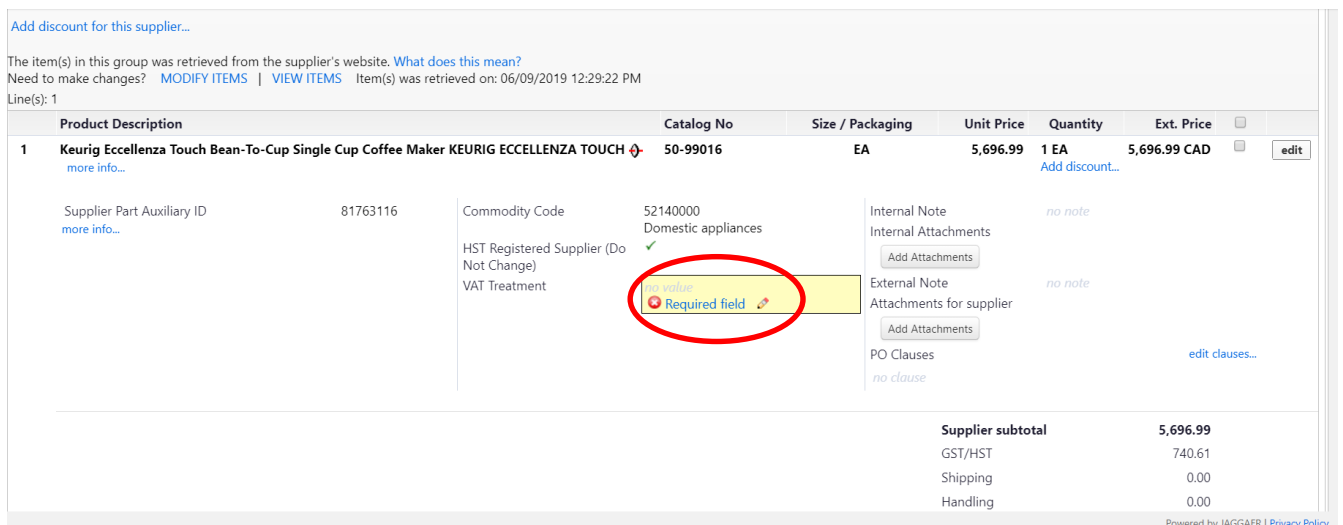 Add discount for this supplier...
The item(s) in this group was retrieved from the supplier's website. What does this mean?
Need to make changes? MODIFY ITEMS | VIEW ITEMS Item(s) was retrieved on: 06/09/2019 12:29:22 PM
Line(s): 1
Product Description Catalog No Size / Packaging Unit Price Quantity Ext. Price
1 Keurig Eccellenza Touch Bean-To-Cup Single Cup Coffee Maker KEURIG ECCELLENZA TOUCH 50-99016 EA 5,696.99 1 EA 5,696.99 CAD edit
more info... Add discount...
Supplier Part Auxiliary ID 81763116 Commodity Code 52140000 Internal Note no note
more info... Domestic appliances Internal Attachments
HST Registered Supplier (Do Not Change) Add Attachments
VAT Treatment no value External Note no note
Required field Attachments for supplier
Add Attachments
PO Clauses edit clauses...
no clause
Supplier subtotal 5,696.99
GST/HST 740.61
Shipping 0.00
Handling 0.00
Powered by JAGGAER | Privacy Policy